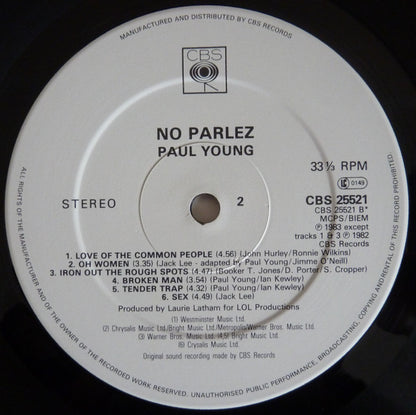 MANUFACTURED AND DISTRIBUTED BY CBS RECORDS
CBS
NO PARLEZ
PAUL YOUNG
33⅓ RPM
STEREO
2
0149
CBS 25521
CBS 25521 B*
MCPS/BIEM
℗ 1983 except
tracks 1 & 3 ℗ 1982
CBS Records
1. LOVE OF THE COMMON PEOPLE (4.56) (John Hurley/Ronnie Wilkins)
2. OH WOMEN (3.35) (Jack Lee - adapted by Paul Young/Jimme O'Neill)
3. IRON OUT THE ROUGH SPOTS (4.47) (Booker T. Jones/D. Porter/S. Cropper)
4. BROKEN MAN (3.54) (Paul Young/Ian Kewley)
5. TENDER TRAP (4.32) (Paul Young/Ian Kewley)
6. SEX (4.49) (Jack Lee)
Produced by Laurie Latham for LOL Productions
(1) Westminster Music Ltd
(2) Chrysalis Music Ltd/Bright Music Ltd/Metropolis/Warner Bros. Music Ltd
(3) Warner Bros. Music Ltd (4,5) Bright Music Ltd.
(6) Crysalis Music Ltd.
Original sound recording made by CBS Records
ALL RIGHTS OF THE MANUFACTURER AND OF THE OWNER OF THE RECORDED WORK RESERVED. UNAUTHORISED PUBLIC PERFORMANCE, BROADCASTING, COPYING AND RENTAL OF THIS RECORD PROHIBITED.